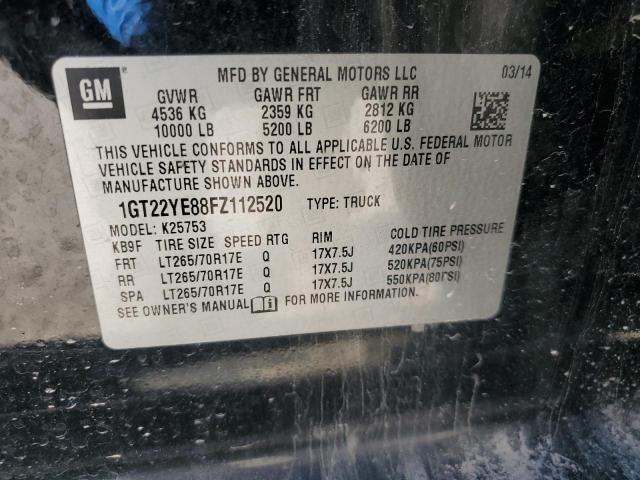 GM MFD BY GENERAL MOTORS LLC 03/14
GVWR GAWR FRT GAWR RR
4536 KG 2359 KG 2812 KG
10000 LB 5200 LB 6200 LB
THIS VEHICLE CONFORMS TO ALL APPLICABLE U.S. FEDERAL MOTOR
VEHICLE SAFETY STANDARDS IN EFFECT ON THE DATE OF
MANUFACTURE SHOWN ABOVE.
1GT22YE88FZ112520 TYPE: TRUCK
MODEL: K25753
KB9F TIRE SIZE SPEED RTG RIM COLD TIRE PRESSURE
FRT LT265/70R17E Q 17X7.5J 420KPA(60PSI)
RR LT265/70R17E Q 17X7.5J 520KPA(75PSI)
SPA LT265/70R17E Q 17X7.5J 550KPA(80PSI)
SEE OWNER'S MANUAL FOR MORE INFORMATION.